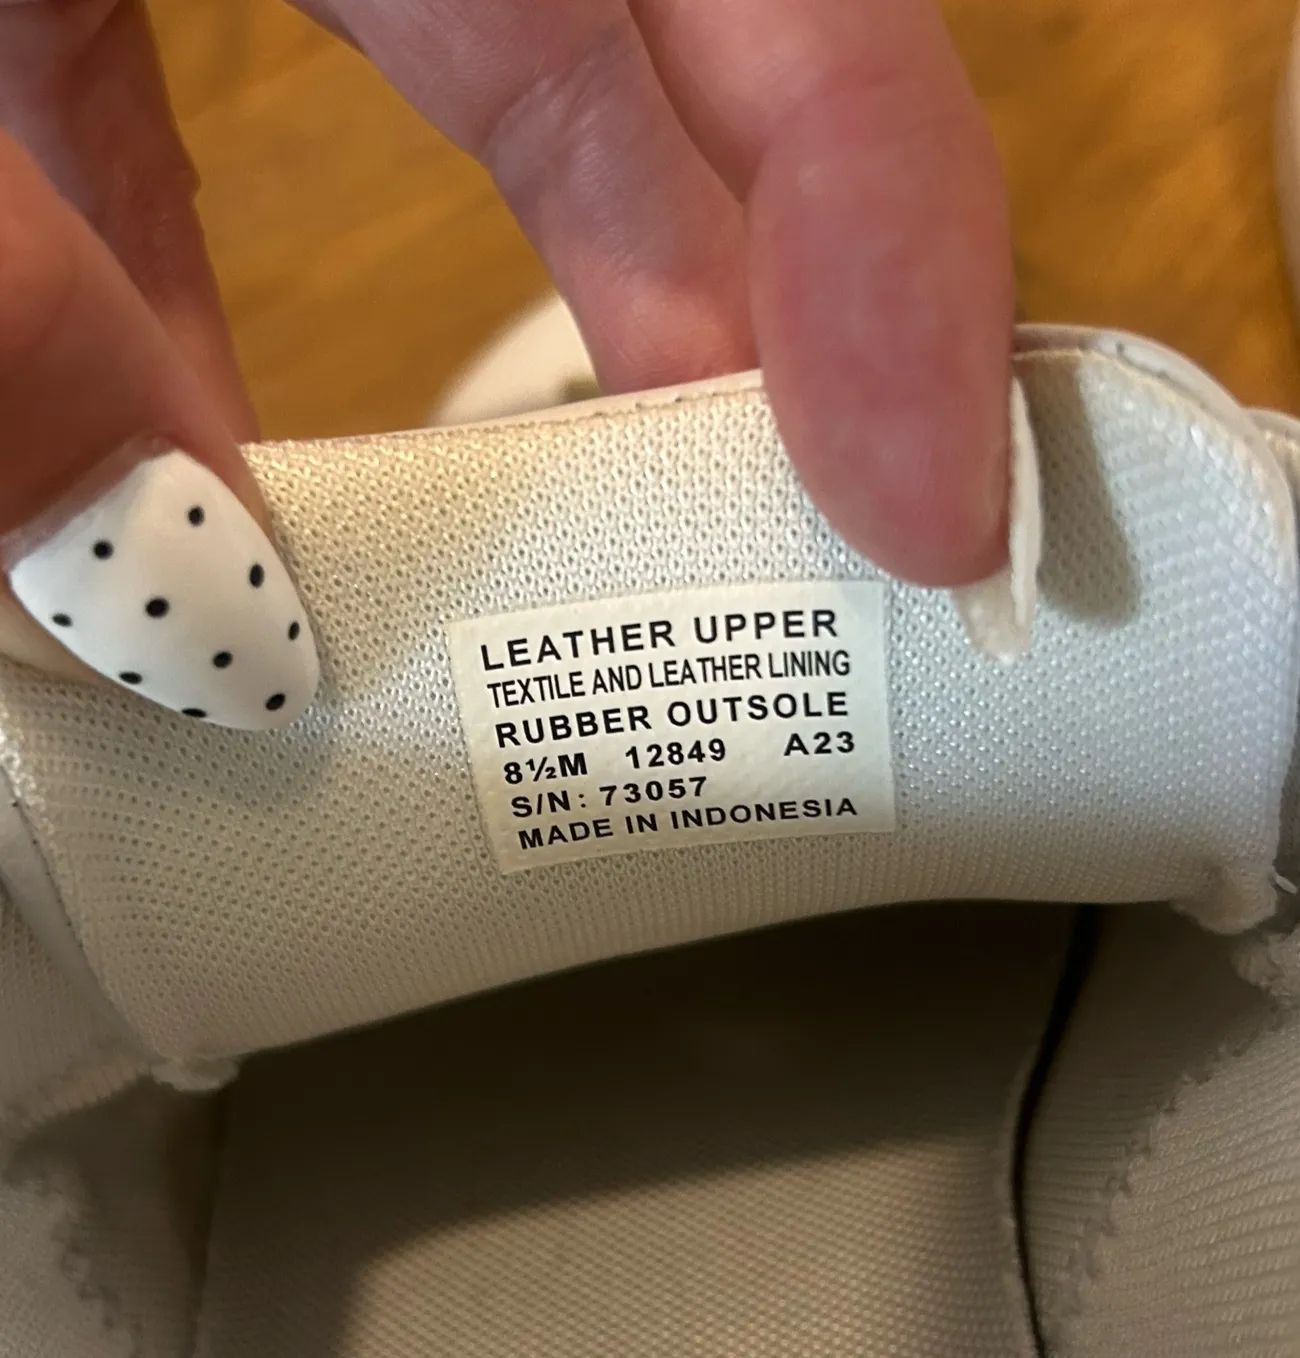 LEATHER UPPER
TEXTILE AND LEATHER LINING
RUBBER OUTSOLE
8½M 12849 A23
S/N: 73057
MADE IN INDONESIA